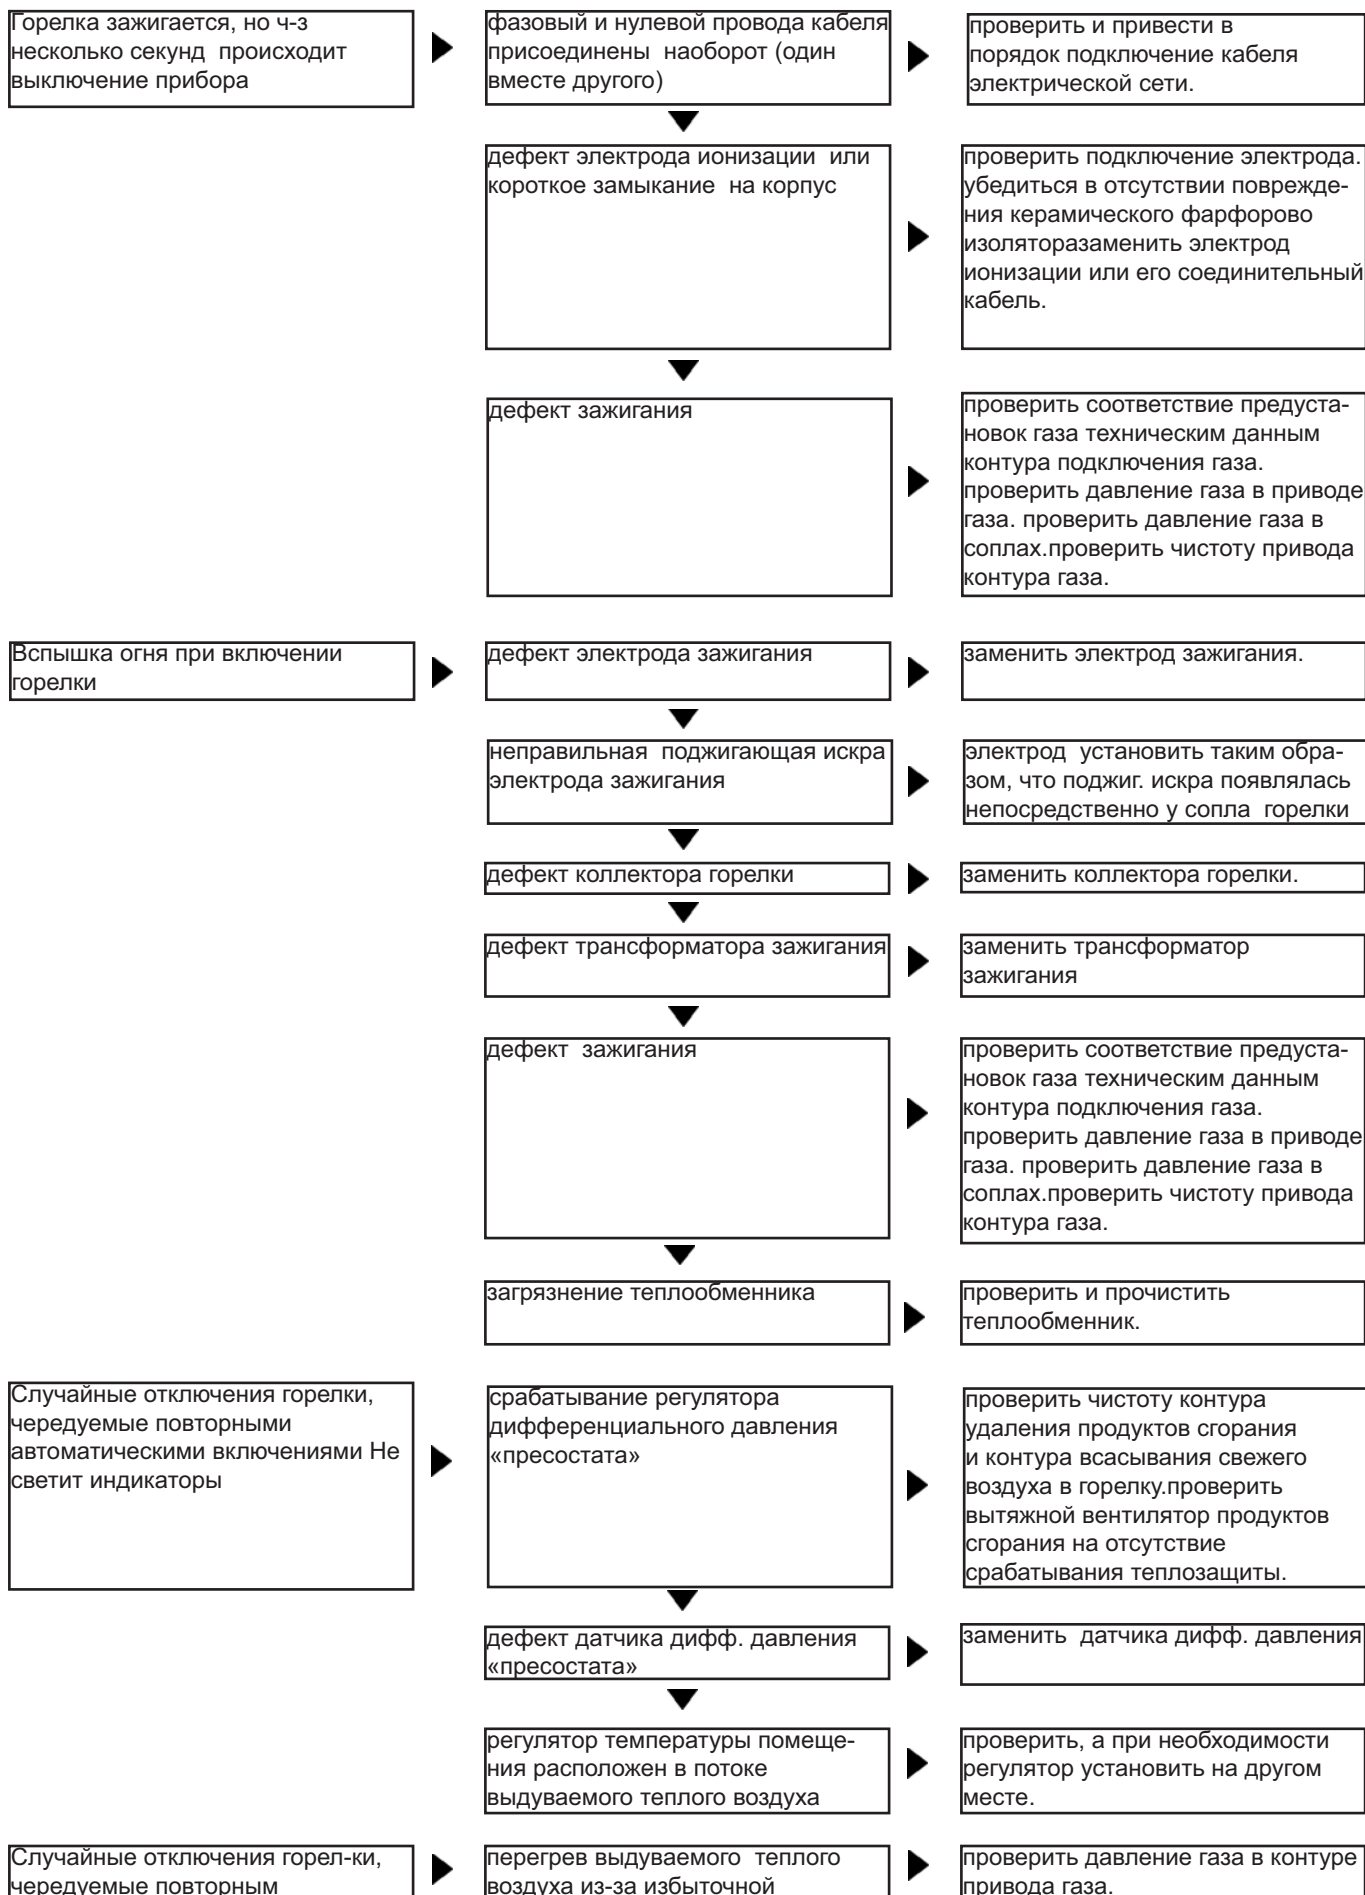 Горелка зажигается, но ч-з
несколько секунд  происходит
выключение прибора
фазовый и нулевой провода кабеля
присоединены  наоборот (один
вместе другого)
проверить и привести в
порядок подключение кабеля
электрической сети.
дефект электрода ионизации  или
короткое замыкание  на корпус
проверить подключение электрода.
убедиться в отсутствии поврежде-
ния керамического фарфорово
изоляторазаменить электрод
ионизации или его соединительный
кабель.
дефект зажигания
проверить соответствие предуста-
новок газа техническим данным
контура подключения газа.
проверить давление газа в приводе
газа. проверить давление газа в
соплах.проверить чистоту привода
контура газа.
Вспышка огня при включении
горелки
дефект электрода зажигания
заменить электрод зажигания.
неправильная  поджигающая искра
электрода зажигания
электрод  установить таким обра-
зом, что поджиг. искра появлялась
непосредственно у сопла  горелки
дефект коллектора горелки
заменить коллектора горелки.
дефект трансформатора зажигания
заменить трансформатор
зажигания
дефект  зажигания
проверить соответствие предуста-
новок газа техническим данным
контура подключения газа.
проверить давление газа в приводе
газа. проверить давление газа в
соплах.проверить чистоту привода
контура газа.
загрязнение теплообменника
проверить и прочистить
теплообменник.
Случайные отключения горелки,
чередуемые повторными
автоматическими включениями Не
светит индикаторы
срабатывание регулятора
дифференциального давления
«пресостата»
проверить чистоту контура
удаления продуктов сгорания
и контура всасывания свежего
воздуха в горелку.проверить
вытяжной вентилятор продуктов
сгорания на отсутствие
срабатывания теплозащиты.
дефект датчика дифф. давления
«пресостата»
заменить  датчика дифф. давления
регулятор температуры помеще-
ния расположен в потоке
выдуваемого теплого воздуха
проверить, а при необходимости
регулятор установить на другом
месте.
Случайные отключения горел-ки,
чередуемые повторным
перегрев выдуваемого  теплого
воздуха из-за избыточной
проверить давление газа в контуре
привода газа.